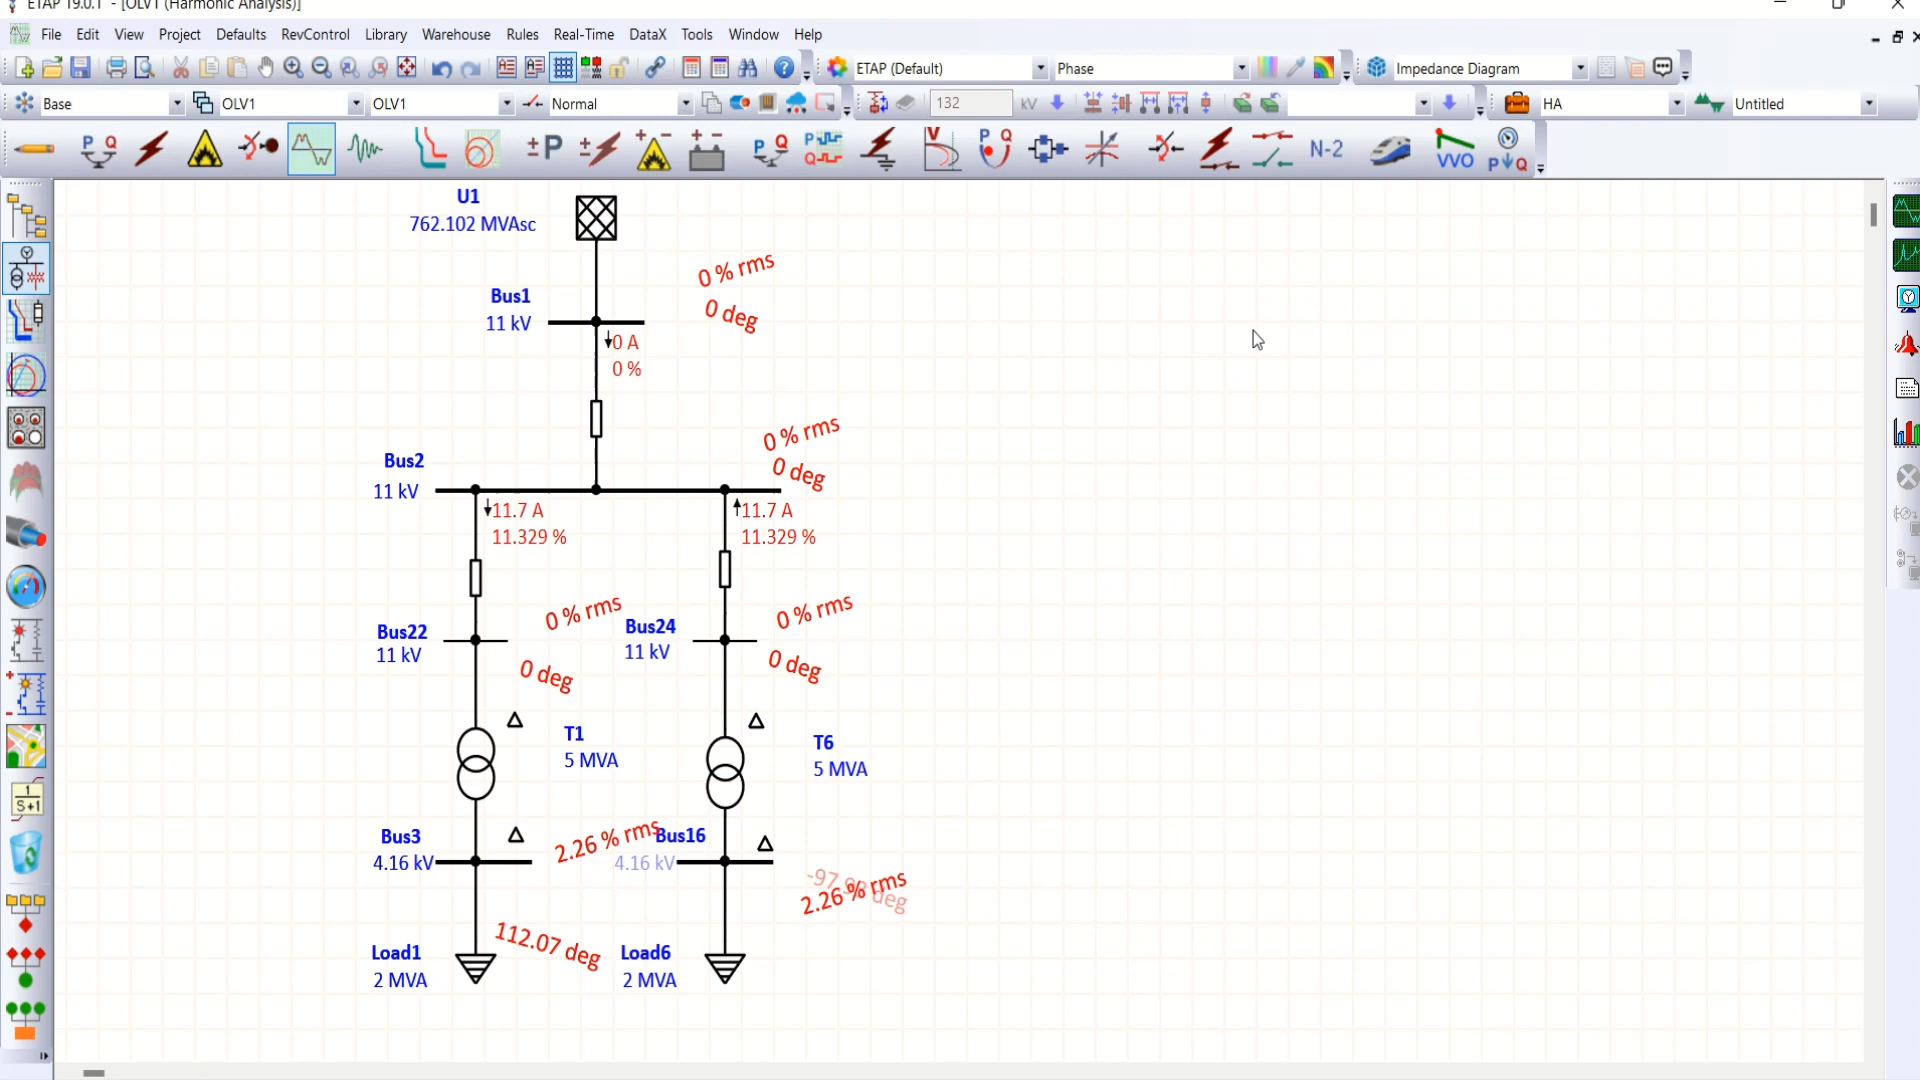 ETAP 19.0.1 - [OLV1 (Harmonic Analysis)]
File Edit View Project Defaults RevControl Library Warehouse Rules Real-Time DataX Tools Window Help
ETAP (Default) Phase Impedance Diagram
Base OLV1 OLV1 Normal 132 kV HA Untitled
P Q ±P P Q P Q V P Q N-2 VVO P Q
U1
762.102 MVAsc
0 % rms
Bus1
0 deg
11 kV
0 A
0 %
0 % rms
Bus2
0 deg
11 kV
11.7 A
11.7 A
11.329 %
11.329 %
0 % rms
0 % rms
Bus22
Bus24
11 kV
11 kV
0 deg
0 deg
T1
T6
5 MVA
5 MVA
Bus3
2.26 % rms
Bus16
4.16 kV
4.16 kV
deg
2.26 % rms
112.07 deg
Load1
Load6
2 MVA
2 MVA
1
S+1